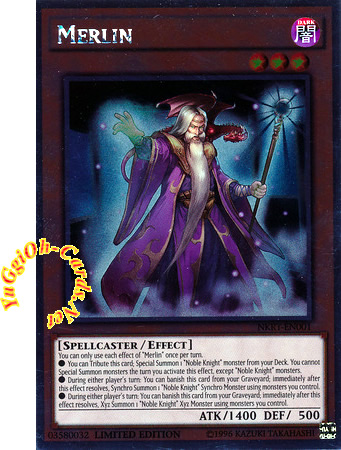 MERLIN
DARK
闇
YuGgiOh-Cards.Net
NKRT-EN001
[SPELLCASTER / EFFECT]
You can only use each effect of "Merlin" once per turn.
● You can Tribute this card; Special Summon 1 "Noble Knight" monster from your Deck. You cannot
Special Summon monsters the turn you activate this effect, except "Noble Knight" monsters.
● During either player's turn: You can banish this card from your Graveyard; immediately after
this effect resolves, Synchro Summon 1 "Noble Knight" Synchro Monster using monsters you control.
● During either player's turn: You can banish this card from your Graveyard; immediately after
this effect resolves, Xyz Summon 1 "Noble Knight" Xyz Monster using monsters you control.
ATK/1400 DEF/ 500
03580032 LIMITED EDITION ©1996 KAZUKI TAKAHASHI